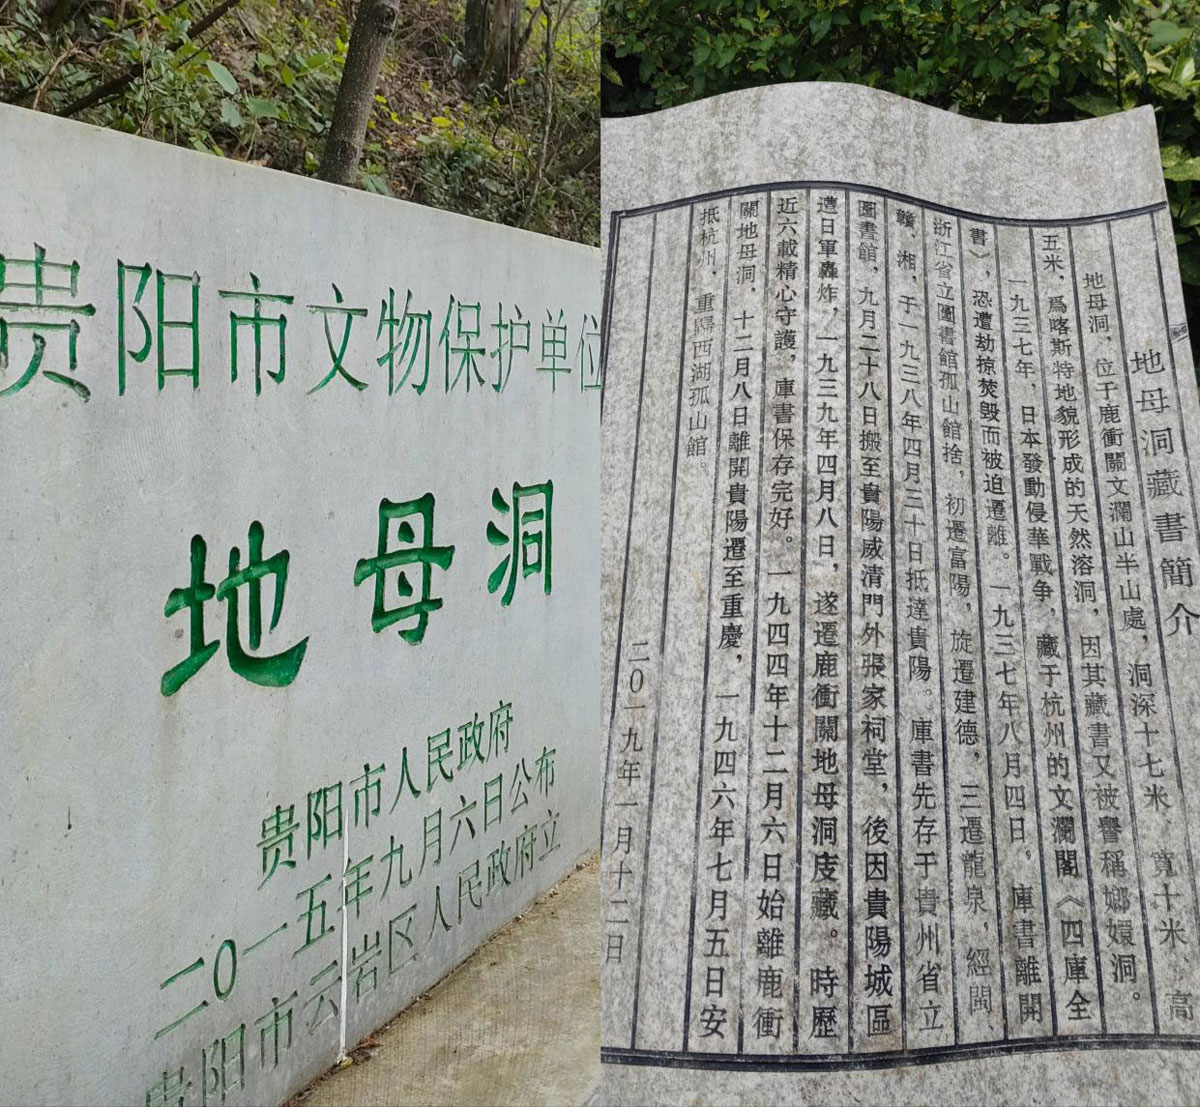 贵阳市文物保护单位
地母洞
贵阳市人民政府
二0一五年九月六日公布
贵阳市云岩区人民政府立
地母洞藏書簡介
地母洞，位于鹿衝關文瀾山半山處，洞深十七米，寬十米，高
五米，爲喀斯特地貌形成的天然溶洞，因其藏書又被譽稱嫏嬛洞。
一九三七年，日本發動侵華戰争，藏于杭州的文瀾閣《四庫全
書》，恐遭劫掠焚毁而被迫遷離。一九三七年八月四日，庫書離開
浙江省立圖書館孤山館捨，初遷富陽，旋遷建德，三遷龍泉，經閩、
贛、湘，于一九三八年四月三十日抵達貴陽。庫書先存于貴州省立
圖書館，九月二十八日搬至貴陽威清門外張家祠堂，後因貴陽城區
遭日軍轟炸，一九三九年四月八日，遂遷鹿衝關地母洞庋藏。時歷
近六載精心守護，庫書保存完好。一九四四年十二月六日始離鹿衝
關地母洞，十二月八日離開貴陽遷至重慶，一九四六年七月五日安
抵杭州，重歸西湖孤山館。
二0一九年一月十二日